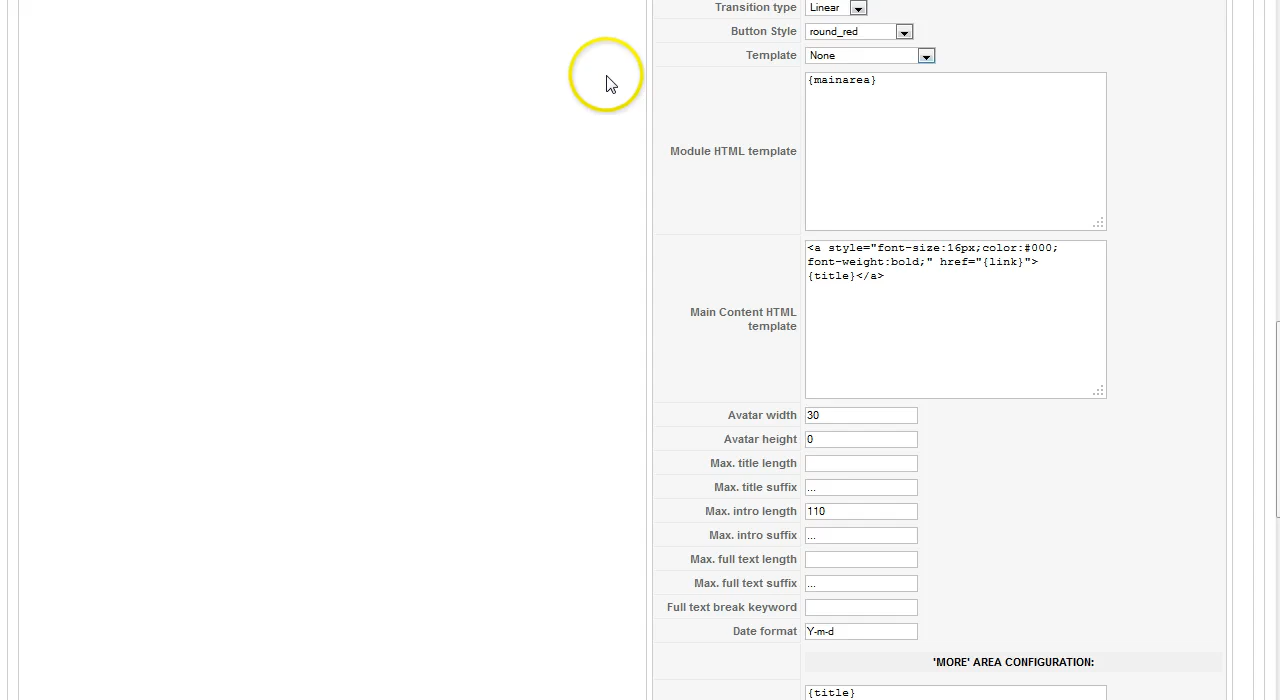 Transition type Linear
Button Style round_red
Template None
Module HTML template {mainarea}
Main Content HTML template
<a style="font-size:16px;color:#000;
font-weight:bold;" href="{link}">
{title}</a>
Avatar width 30
Avatar height 0
Max. title length
Max. title suffix ...
Max. intro length 110
Max. intro suffix ...
Max. full text length
Max. full text suffix ...
Full text break keyword
Date format Y-m-d
'MORE' AREA CONFIGURATION:
{title}